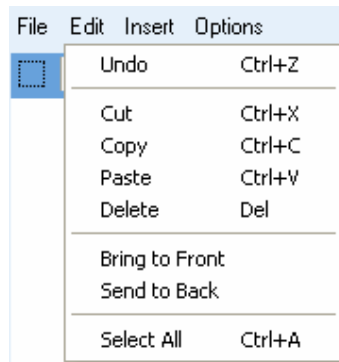 File Edit Insert Options
Undo Ctrl+Z
Cut Ctrl+X
Copy Ctrl+C
Paste Ctrl+V
Delete Del
Bring to Front
Send to Back
Select All Ctrl+A